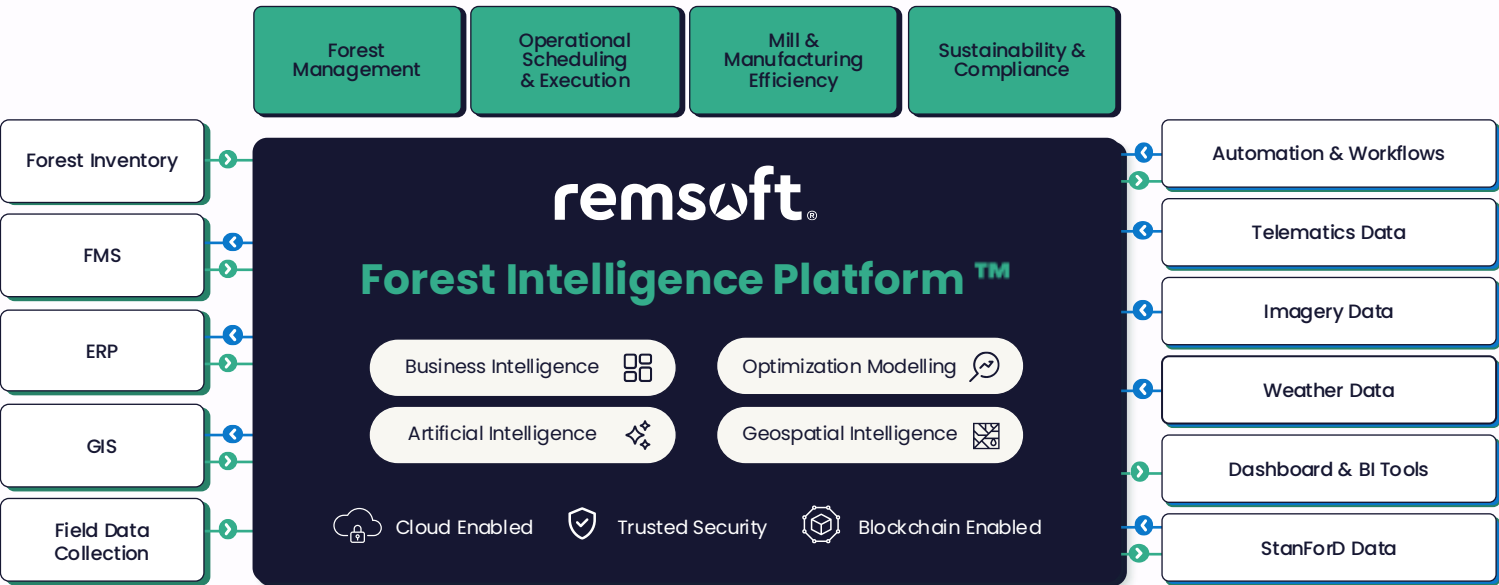 Forest
Management
Operational
Scheduling
& Execution
Mill &
Manufacturing
Efficiency
Sustainability &
Compliance
Forest Inventory
FMS
ERP
GIS
Field Data
Collection
remsoft®
Forest Intelligence Platform ™
Business Intelligence
Optimization Modelling
Artificial Intelligence
Geospatial Intelligence
Cloud Enabled
Trusted Security
Blockchain Enabled
Automation & Workflows
Telematics Data
Imagery Data
Weather Data
Dashboard & BI Tools
StanForD Data